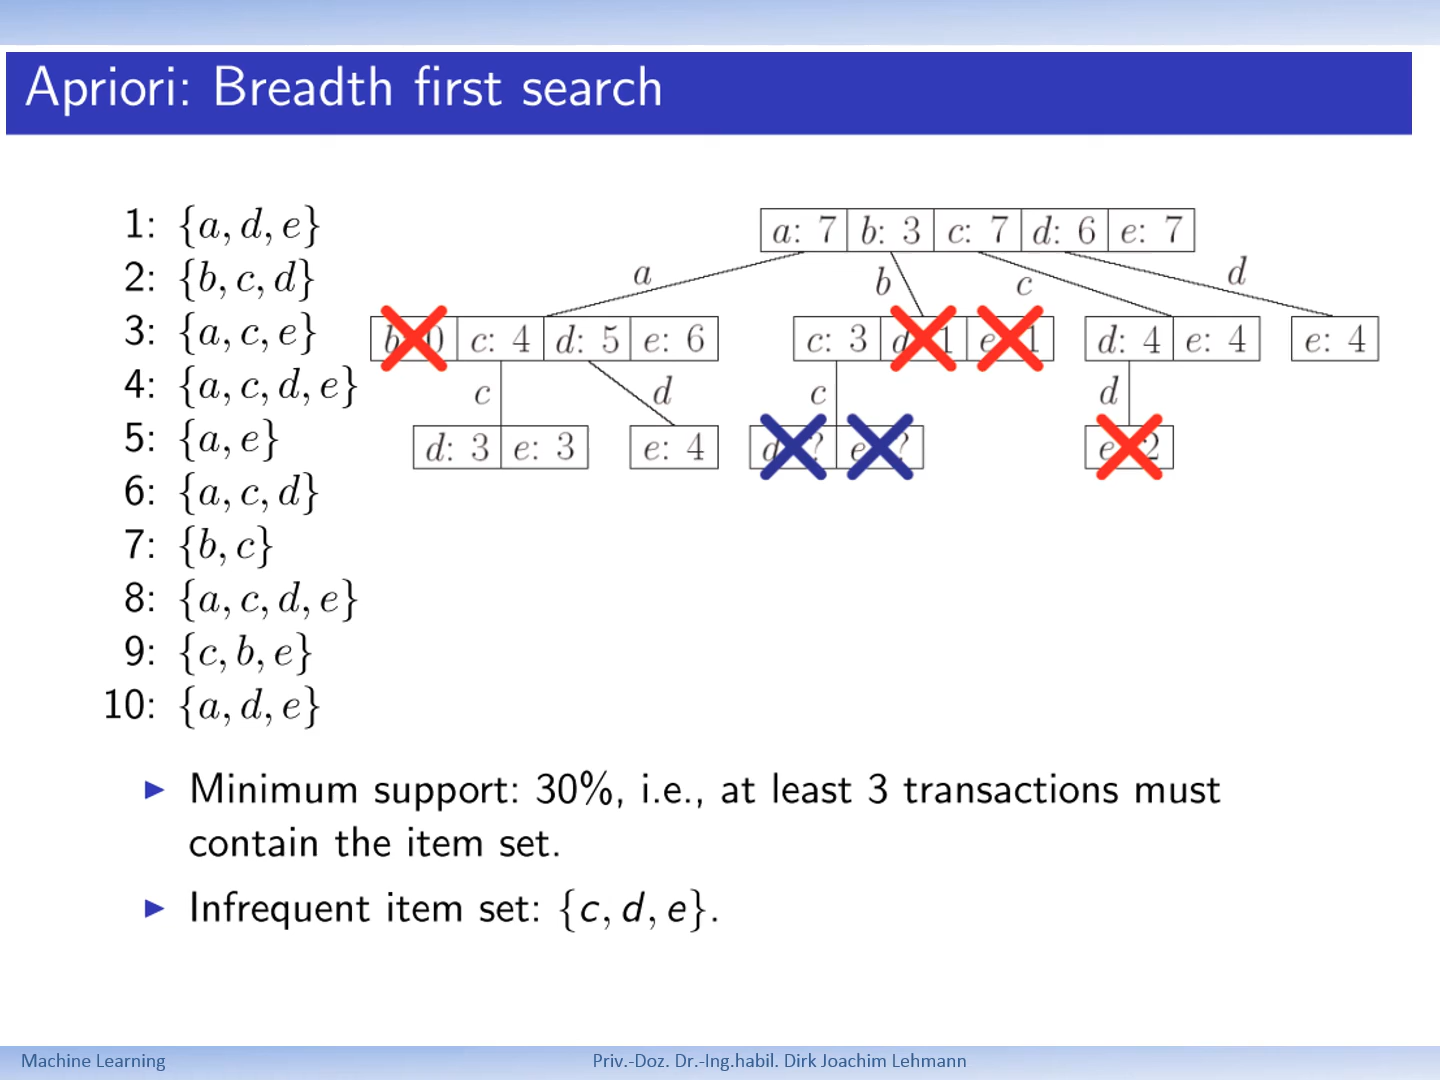 Apriori: Breadth first search
1: {a, d, e}
2: {b, c, d}
3: {a, c, e}
4: {a, c, d, e}
5: {a, e}
6: {a, c, d}
7: {b, c}
8: {a, c, d, e}
9: {c, b, e}
10: {a, d, e}
a: 7 b: 3 c: 7 d: 6 e: 7
a b c d
c: 4 d: 5 e: 6 c: 3 d: 4 e: 4 e: 4
c d c d
d: 3 e: 3 e: 4
▶ Minimum support: 30%, i.e., at least 3 transactions must
contain the item set.
▶ Infrequent item set: {c, d, e}.
Machine Learning
Priv.-Doz. Dr.-Ing.habil. Dirk Joachim Lehmann